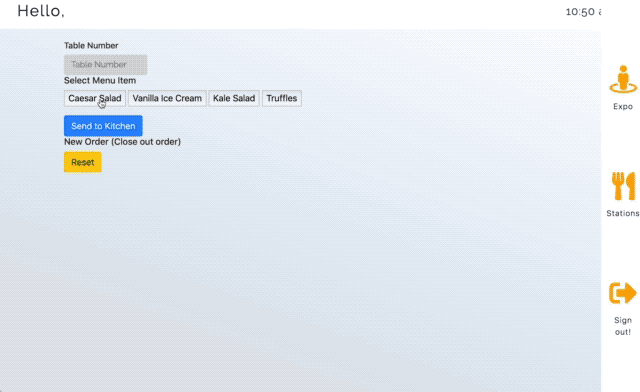 Hello,
10:50 a
Table Number
Table Number
Select Menu Item
Caesar Salad Vanilla Ice Cream Kale Salad Truffles
Send to Kitchen
New Order (Close out order)
Reset
Expo
Stations
Sign
out!